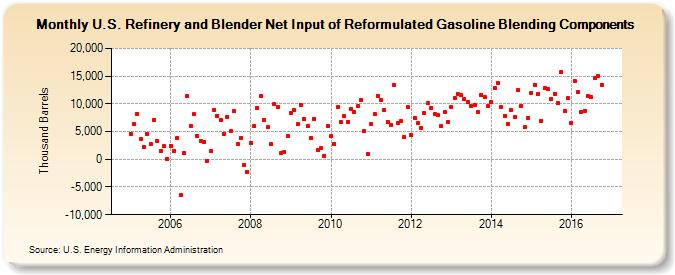 Monthly U.S. Refinery and Blender Net Input of Reformulated Gasoline Blending Components
Thousand Barrels
20,000
15,000
10,000
5,000
0
-5,000
-10,000
2006 2008 2010 2012 2014 2016
Source: U.S. Energy Information Administration